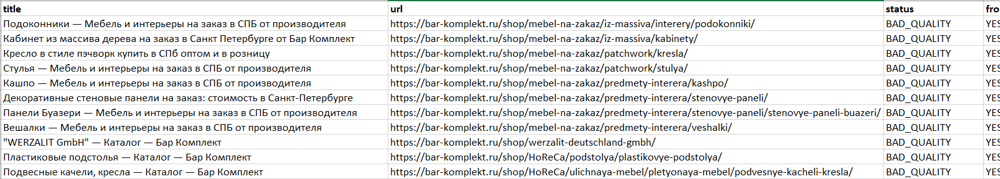 title url status fro
Подоконники — Мебель и интерьеры на заказ в СПБ от производителя https://bar-komplekt.ru/shop/mebel-na-zakaz/iz-massiva/interery/podokonniki/ BAD_QUALITY YES
Кабинет из массива дерева на заказ в Санкт Петербурге от Бар Комплект https://bar-komplekt.ru/shop/mebel-na-zakaz/iz-massiva/kabinety/ BAD_QUALITY YES
Кресло в стиле пэчворк купить в СПб оптом и в розницу https://bar-komplekt.ru/shop/mebel-na-zakaz/patchwork/kresla/ BAD_QUALITY YES
Стулья — Мебель и интерьеры на заказ в СПБ от производителя https://bar-komplekt.ru/shop/mebel-na-zakaz/patchwork/stulya/ BAD_QUALITY YES
Кашпо — Мебель и интерьеры на заказ в СПБ от производителя https://bar-komplekt.ru/shop/mebel-na-zakaz/predmety-interera/kashpo/ BAD_QUALITY YES
Декоративные стеновые панели на заказ: стоимость в Санкт-Петербурге https://bar-komplekt.ru/shop/mebel-na-zakaz/predmety-interera/stenovye-paneli/ BAD_QUALITY YES
Панели Буазери — Мебель и интерьеры на заказ в СПБ от производителя https://bar-komplekt.ru/shop/mebel-na-zakaz/predmety-interera/stenovye-paneli/stenovye-paneli-buazeri/ BAD_QUALITY YES
Вешалки — Мебель и интерьеры на заказ в СПБ от производителя https://bar-komplekt.ru/shop/mebel-na-zakaz/predmety-interera/veshalki/ BAD_QUALITY YES
"WERZALIT GmbH" — Каталог — Бар Комплект https://bar-komplekt.ru/shop/werzalit-deutschland-gmbh/ BAD_QUALITY YES
Пластиковые подстолья — Каталог — Бар Комплект https://bar-komplekt.ru/shop/HoReCa/podstolya/plastikovye-podstolya/ BAD_QUALITY YES
Подвесные качели, кресла — Каталог — Бар Комплект https://bar-komplekt.ru/shop/HoReCa/ulichnaya-mebel/pletyonaya-mebel/podvesnye-kacheli-kresla/ BAD_QUALITY YES